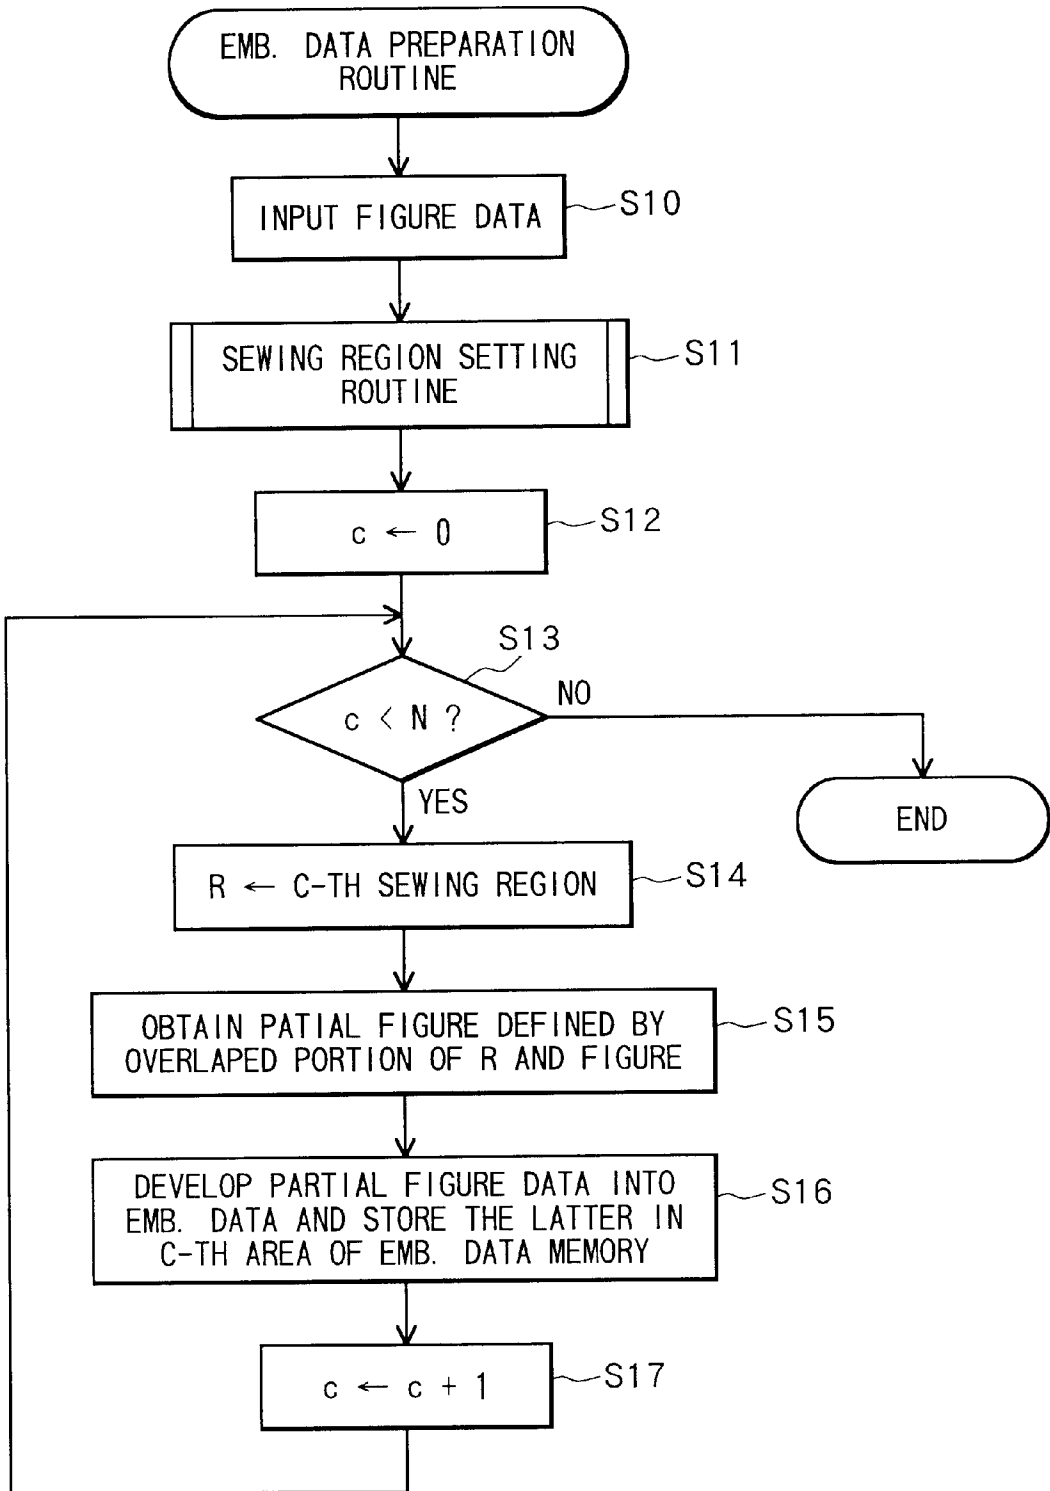 EMB. DATA PREPARATION
ROUTINE
INPUT FIGURE DATA
S10
SEWING REGION SETTING
ROUTINE
S11
c ← 0
S12
S13
c < N ?
NO
YES
END
R ← C-TH SEWING REGION
S14
OBTAIN PATIAL FIGURE DEFINED BY
OVERLAPED PORTION OF R AND FIGURE
S15
DEVELOP PARTIAL FIGURE DATA INTO
EMB. DATA AND STORE THE LATTER IN
C-TH AREA OF EMB. DATA MEMORY
S16
c ← c + 1
S17